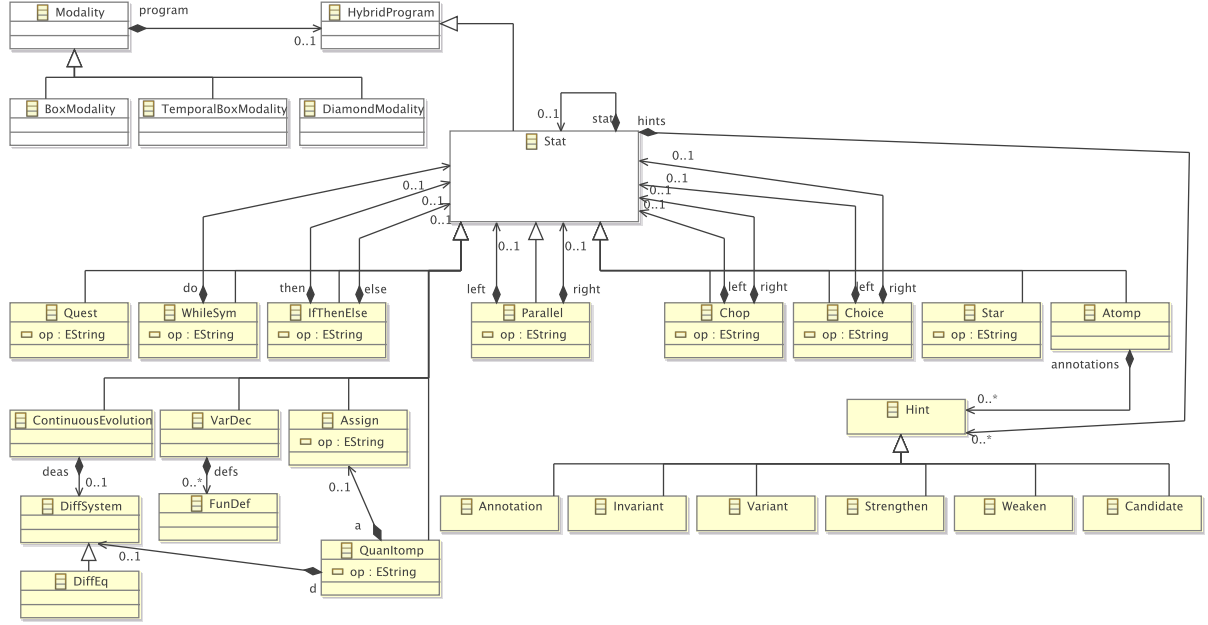 Modality
program
HybridProgram
0..1
BoxModality
TemporalBoxModality
DiamondModality
0..1
stat
hints
Stat
0..1
0..1
0..1
0..1
0..1
0..1
0..1
0..1
0..1
0..1
do
then
else
left
right
left
right
left
right
Quest
op : EString
WhileSym
op : EString
IfThenElse
op : EString
Parallel
op : EString
Chop
op : EString
Choice
op : EString
Star
op : EString
Atomp
annotations
0..*
Hint
0..*
ContinuousEvolution
VarDec
Assign
op : EString
deas
0..1
defs
0..*
0..1
DiffSystem
FunDef
a
Annotation
Invariant
Variant
Strengthen
Weaken
Candidate
0..1
QuanItomp
op : EString
d
DiffEq